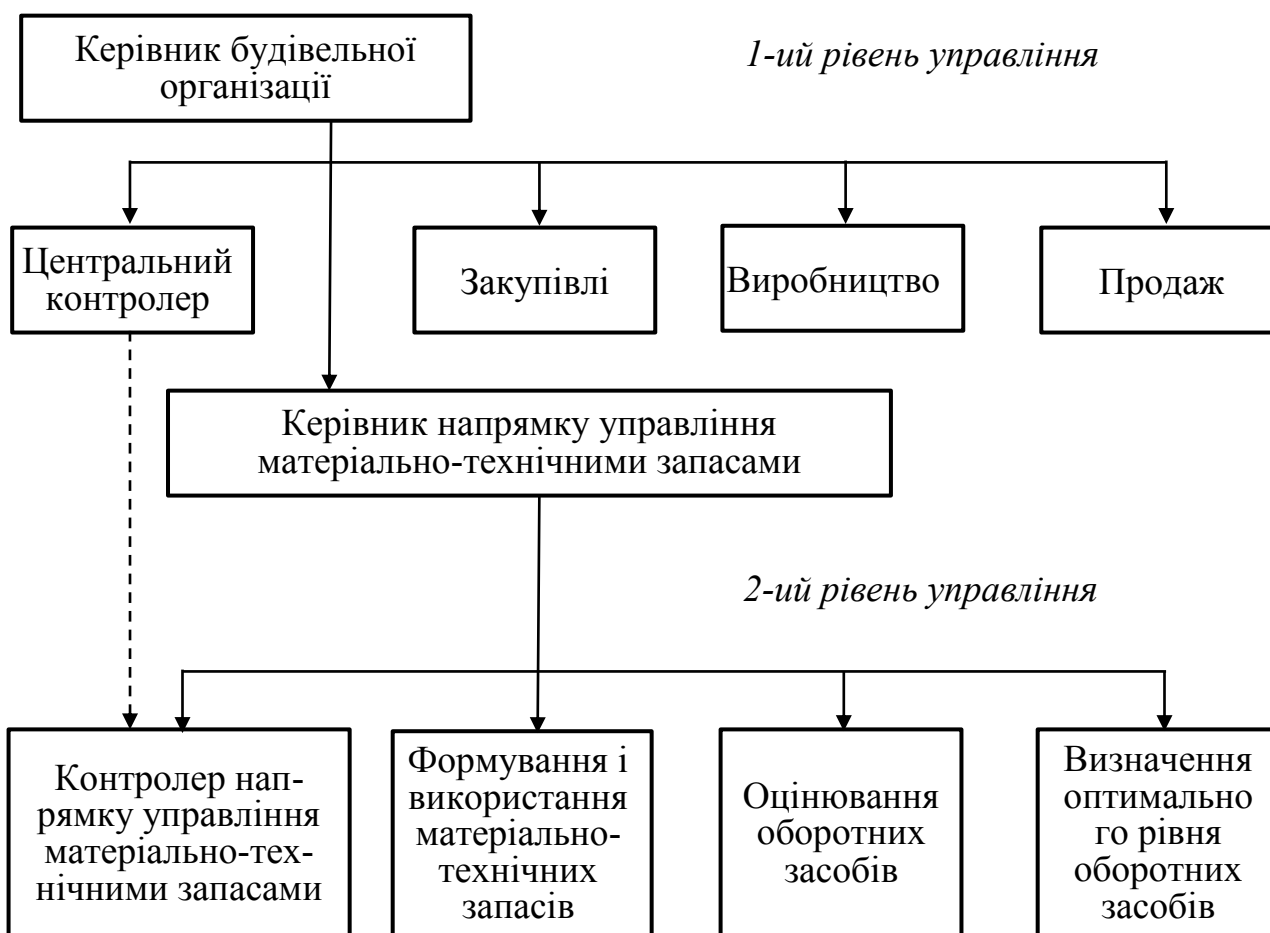 Керівник будівельної
організації
1-ий рівень управління
Центральний
контролер
Закупівлі
Виробництво
Продаж
Керівник напрямку управління
матеріально-технічними запасами
2-ий рівень управління
Контролер нап-
рямку управління
матеріально-тех-
нічними запасами
Формування і
використання
матеріально-
технічних
запасів
Оцінювання
оборотних
засобів
Визначення
оптимально
го рівня
оборотних
засобів